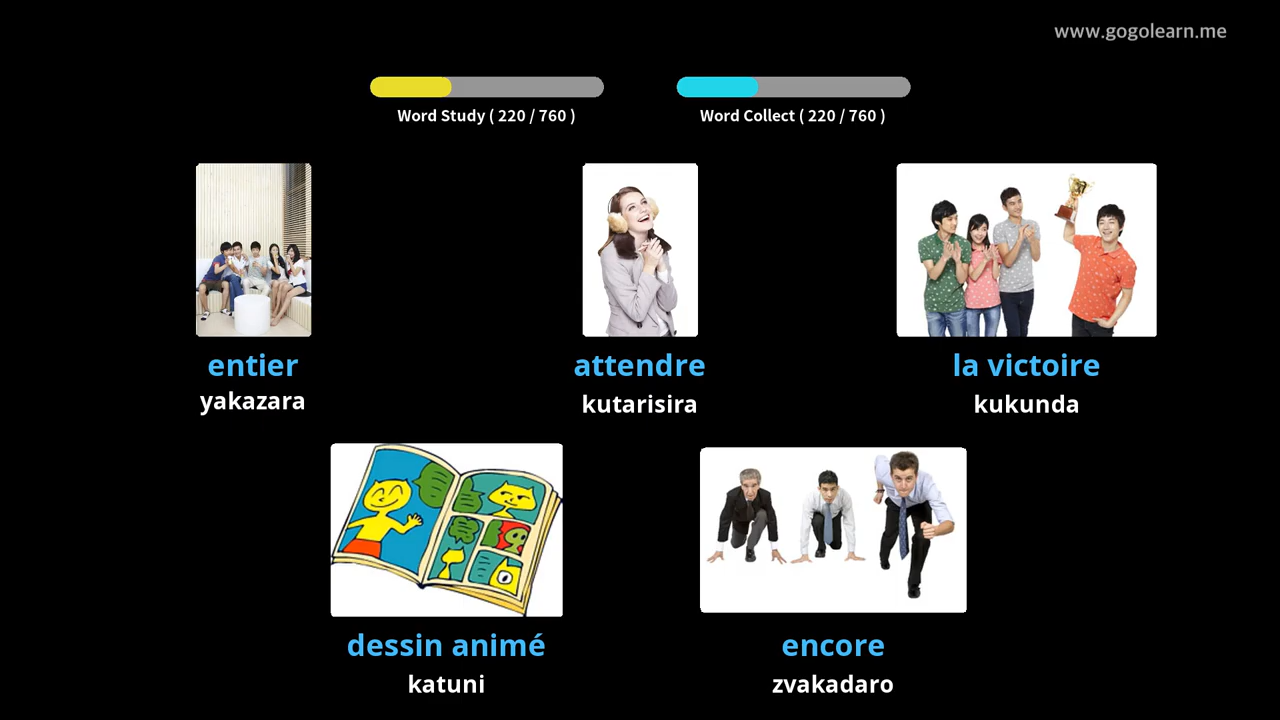 www.gogolearn.me
Word Study ( 220 / 760 )
Word Collect ( 220 / 760 )
entier
yakazara
attendre
kutarisira
la victoire
kukunda
dessin animé
katuni
encore
zvakadaro